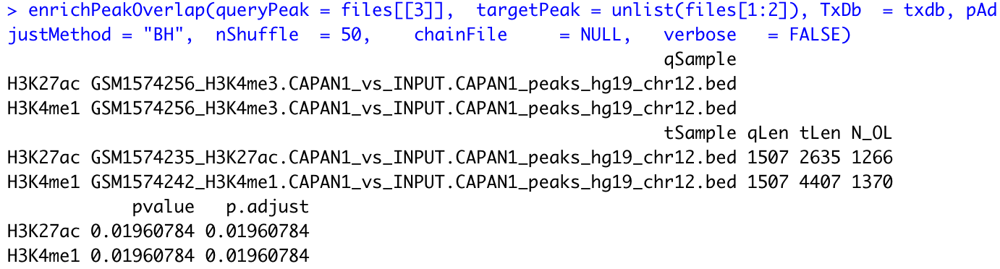 > enrichPeakOverlap(queryPeak = files[[3]],  targetPeak = unlist(files[1:2]), TxDb  = txdb, pAd
justMethod = "BH",  nShuffle  = 50,    chainFile     = NULL,   verbose   = FALSE)
qSample
H3K27ac GSM1574256_H3K4me3.CAPAN1_vs_INPUT.CAPAN1_peaks_hg19_chr12.bed
H3K4me1 GSM1574256_H3K4me3.CAPAN1_vs_INPUT.CAPAN1_peaks_hg19_chr12.bed
tSample qLen tLen N_OL
H3K27ac GSM1574235_H3K27ac.CAPAN1_vs_INPUT.CAPAN1_peaks_hg19_chr12.bed 1507 2635 1266
H3K4me1 GSM1574242_H3K4me1.CAPAN1_vs_INPUT.CAPAN1_peaks_hg19_chr12.bed 1507 4407 1370
pvalue   p.adjust
H3K27ac 0.01960784 0.01960784
H3K4me1 0.01960784 0.01960784